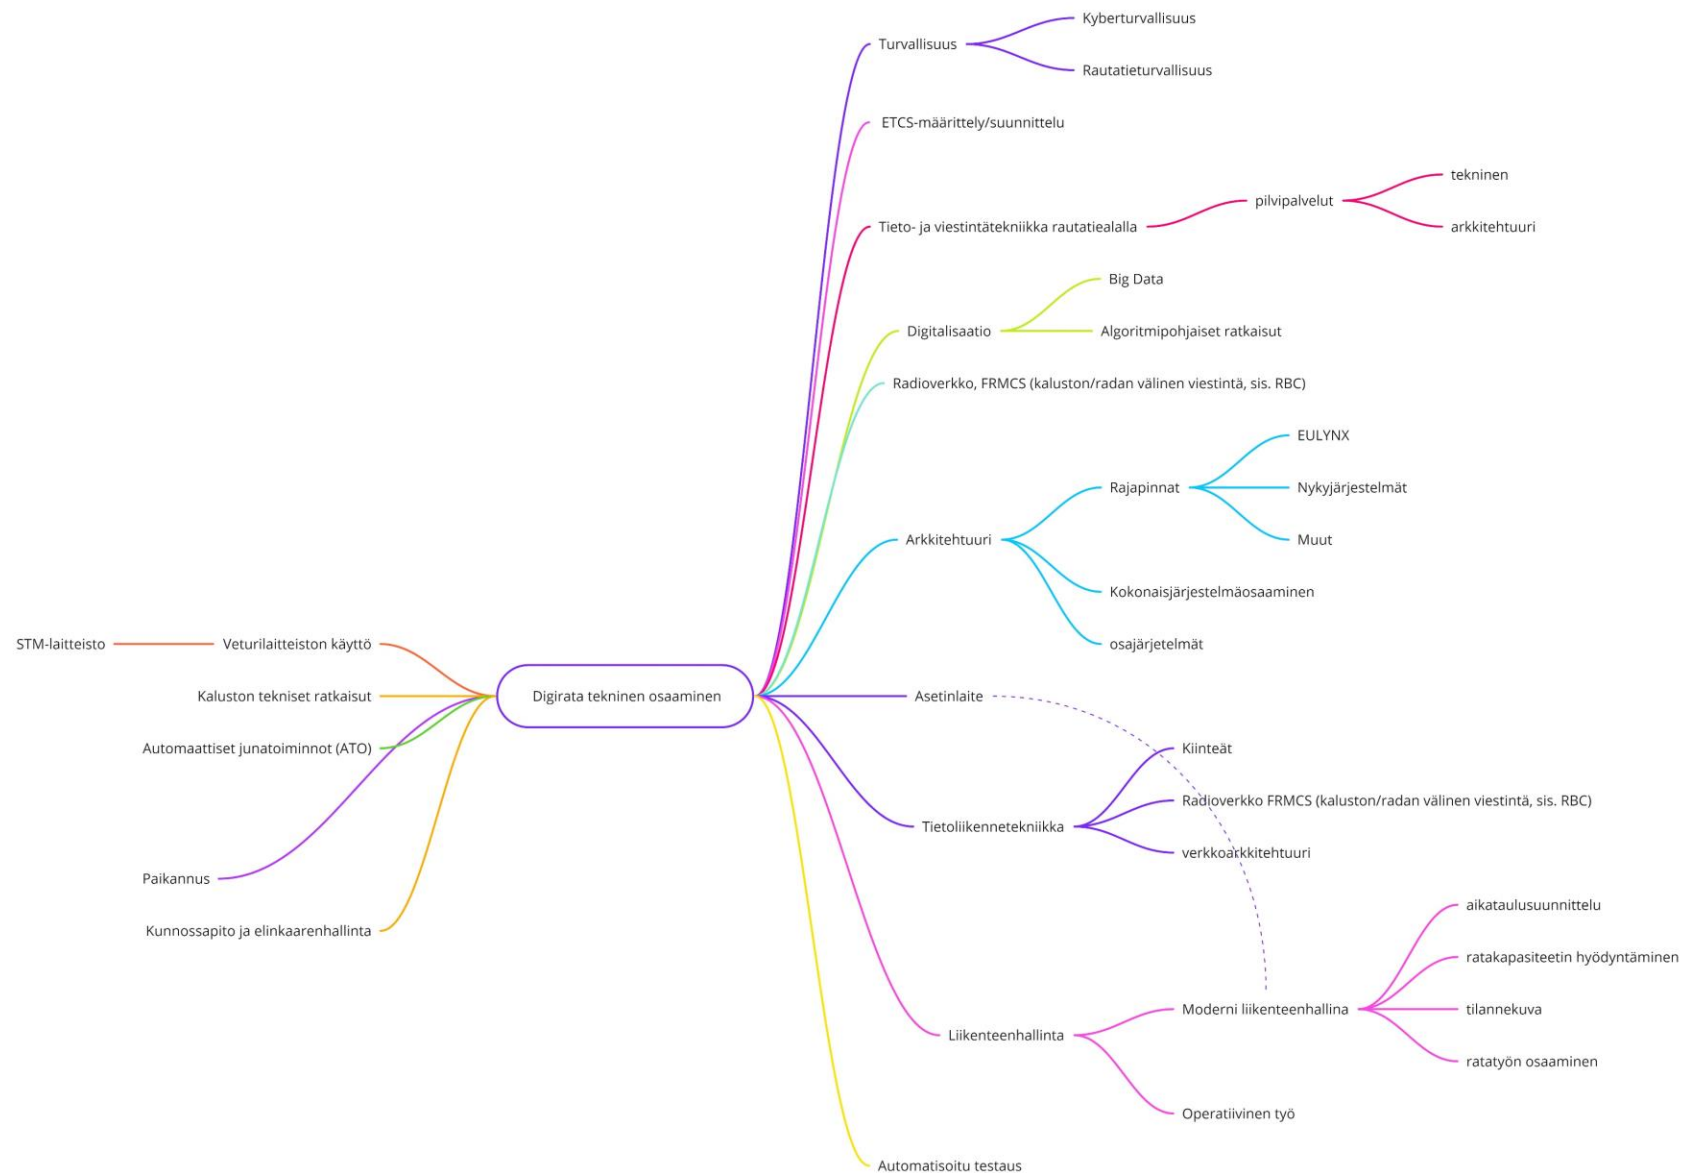 Digirata tekninen osaaminen
Turvallisuus
Kyberturvallisuus
Rautatieturvallisuus
ETCS-määrittely/suunnittelu
Tieto- ja viestintätekniikka rautatiealalla
pilvipalvelut
tekninen
arkkitehtuuri
Digitalisaatio
Big Data
Algoritmipohjaiset ratkaisut
Radioverkko, FRMCS (kaluston/radan välinen viestintä, sis. RBC)
Arkkitehtuuri
Rajapinnat
EULYNX
Nykyjärjestelmät
Muut
Kokonaisjärjestelmäosaaminen
osajärjetelmät
Asetinlaite
Tietoliikennetekniikka
Kiinteät
Radioverkko FRMCS (kaluston/radan välinen viestintä, sis. RBC)
verkkoarkkitehtuuri
Liikenteenhallinta
Moderni liikenteenhallina
aikataulusuunnittelu
ratakapasiteetin hyödyntäminen
tilannekuva
ratatyön osaaminen
Operatiivinen työ
Automatisoitu testaus
Veturilaitteiston käyttö
STM-laitteisto
Kaluston tekniset ratkaisut
Automaattiset junatoiminnot (ATO)
Paikannus
Kunnossapito ja elinkaarenhallinta